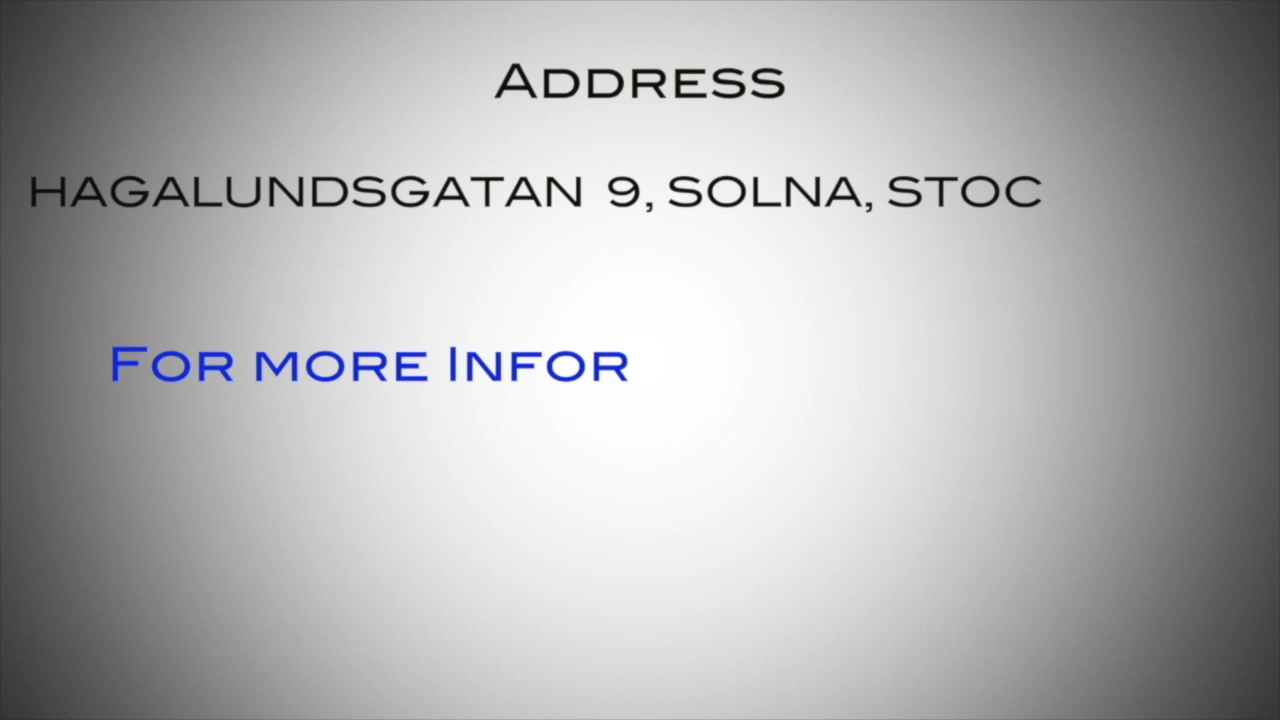 Address
HAGALUNDSGATAN 9, SOLNA, STOC
For more Infor